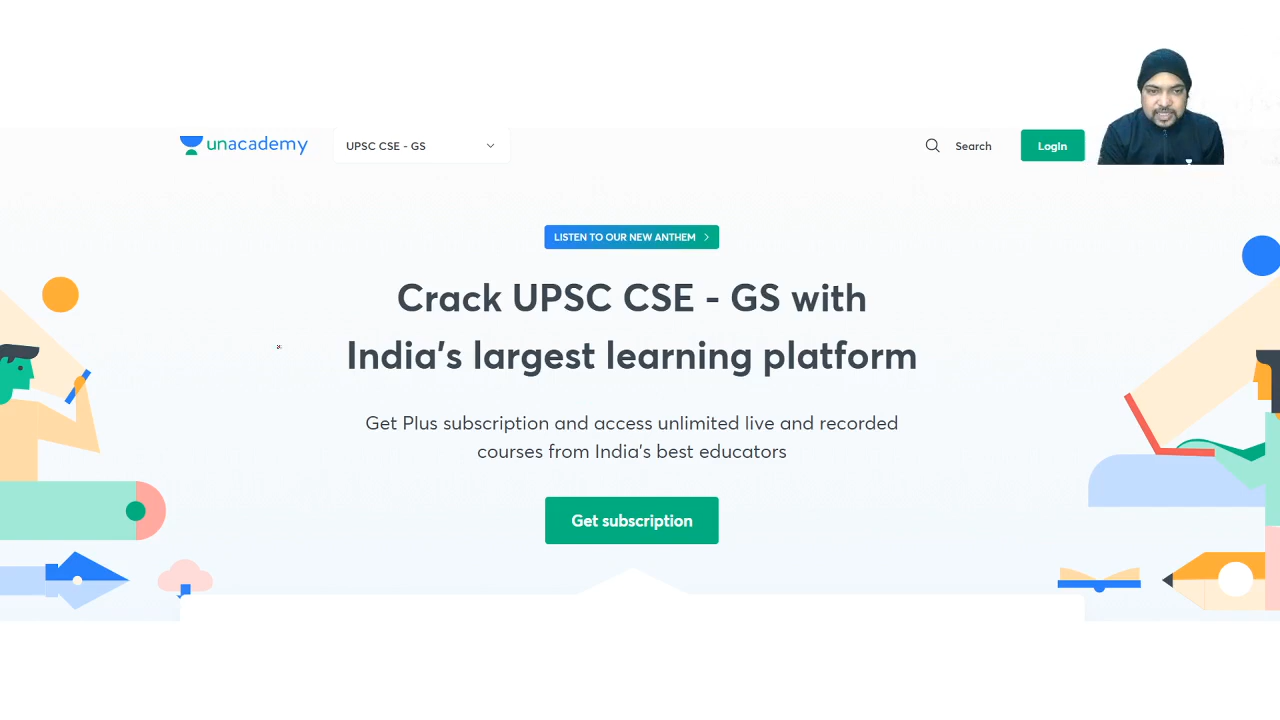 unacademy
UPSC CSE - GS
Search
Login
LISTEN TO OUR NEW ANTHEM
Crack UPSC CSE - GS with
India's largest learning platform
Get Plus subscription and access unlimited live and recorded
courses from India's best educators
Get subscription